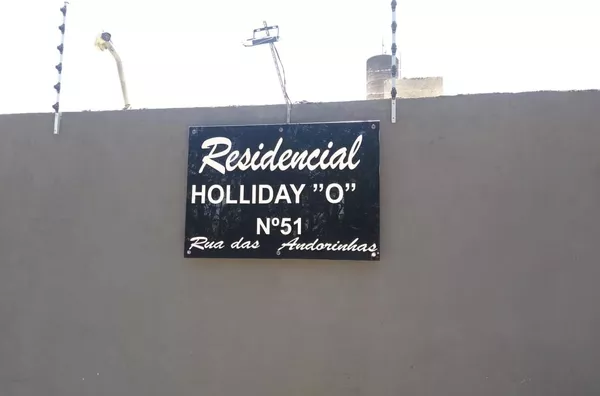 Residencial
HOLLIDAY ”O”
Nº51
Rua das Andorinhas